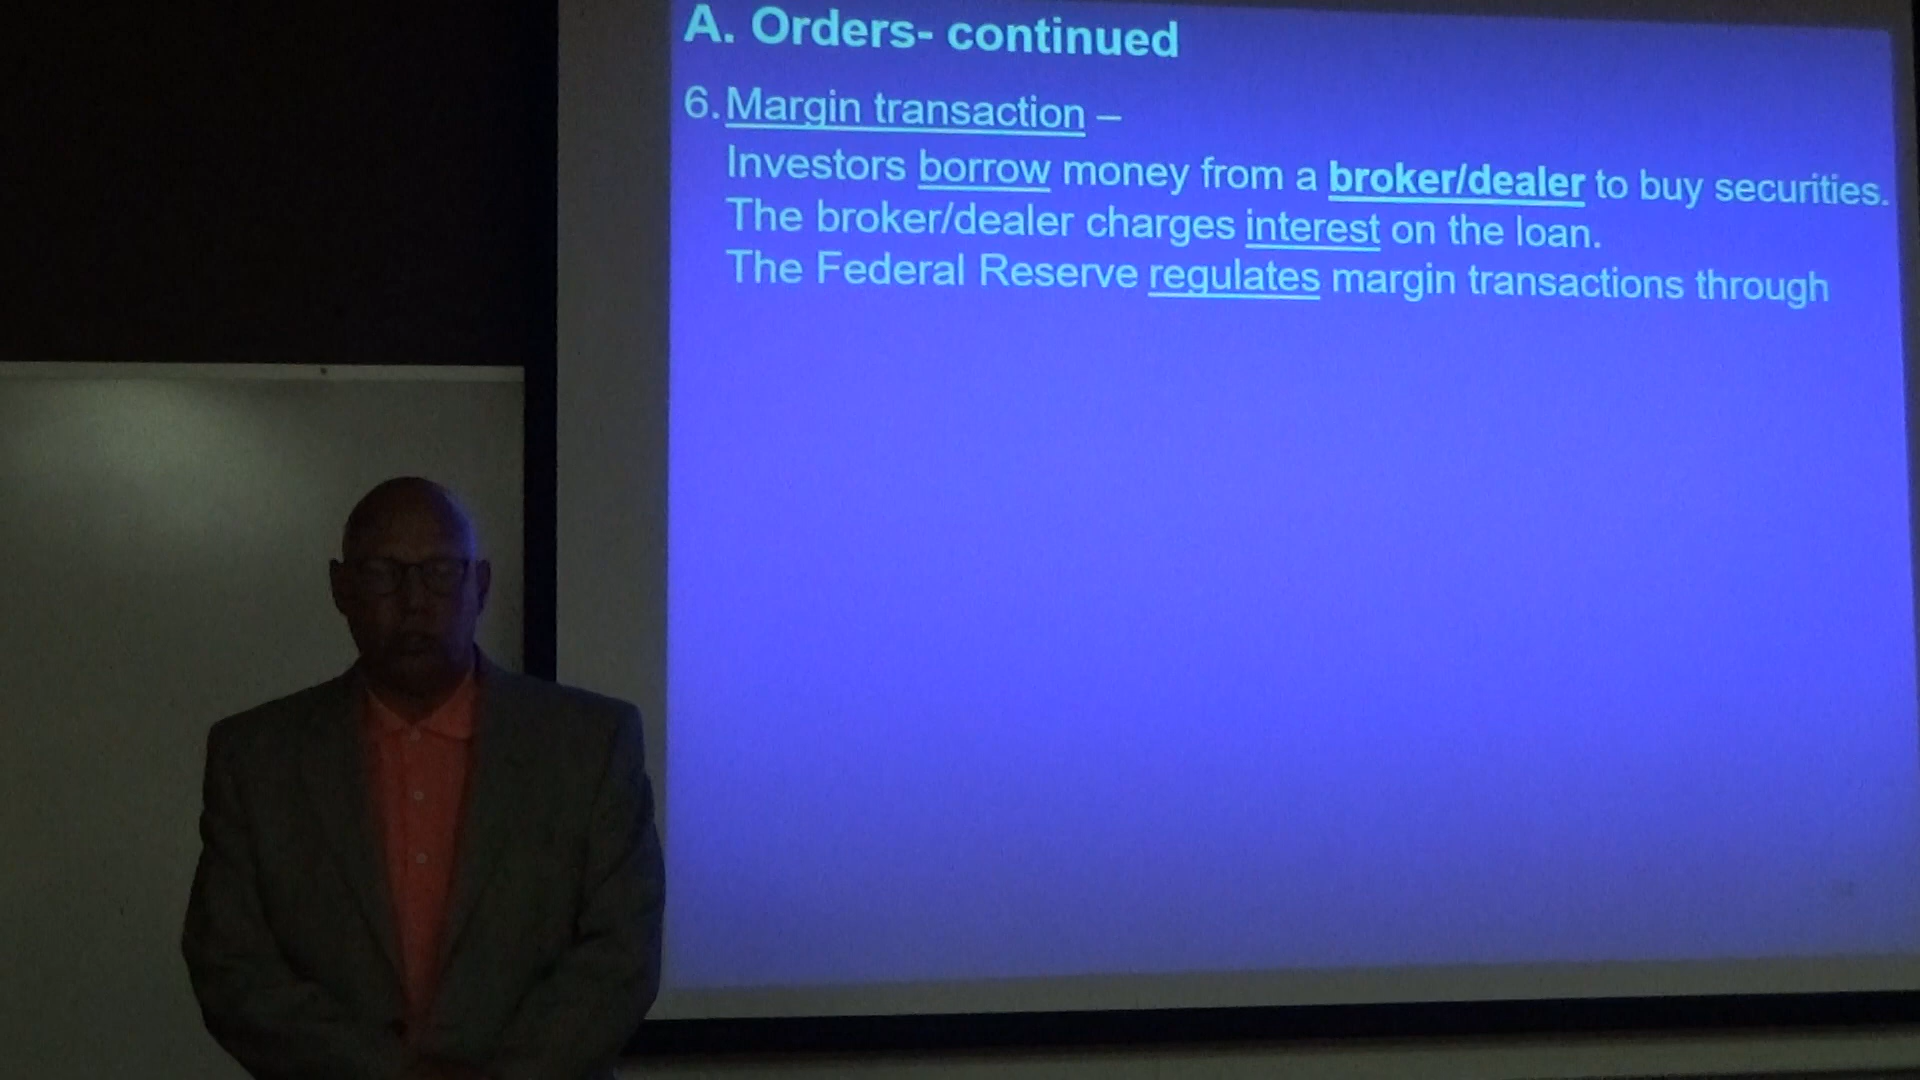 A. Orders- continued
6. Margin transaction –
Investors borrow money from a broker/dealer to buy securities.
The broker/dealer charges interest on the loan.
The Federal Reserve regulates margin transactions through